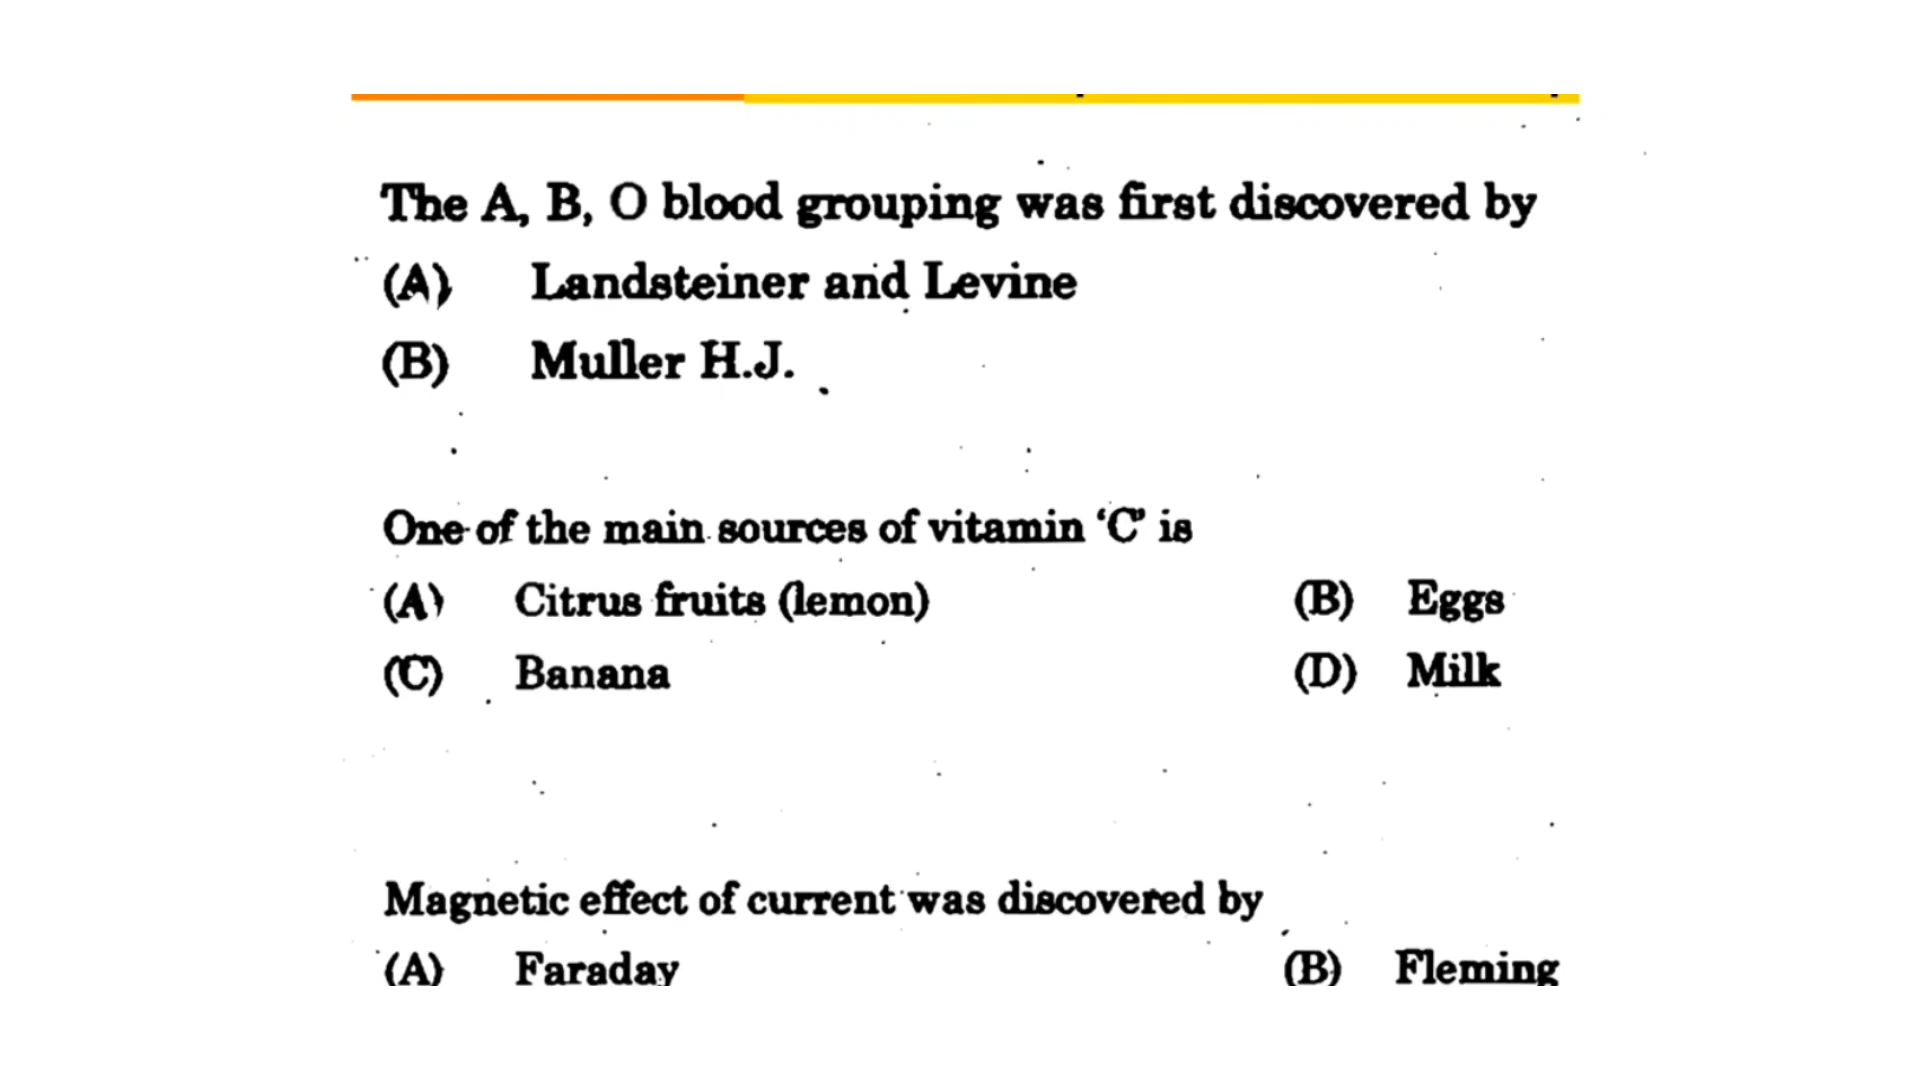 The A, B, O blood grouping was first discovered by
(A) Landsteiner and Levine
(B) Muller H.J.
One of the main sources of vitamin ‘C’ is
(A) Citrus fruits (lemon) (B) Eggs
(C) Banana (D) Milk
Magnetic effect of current was discovered by
(A) Faraday (B) Fleming